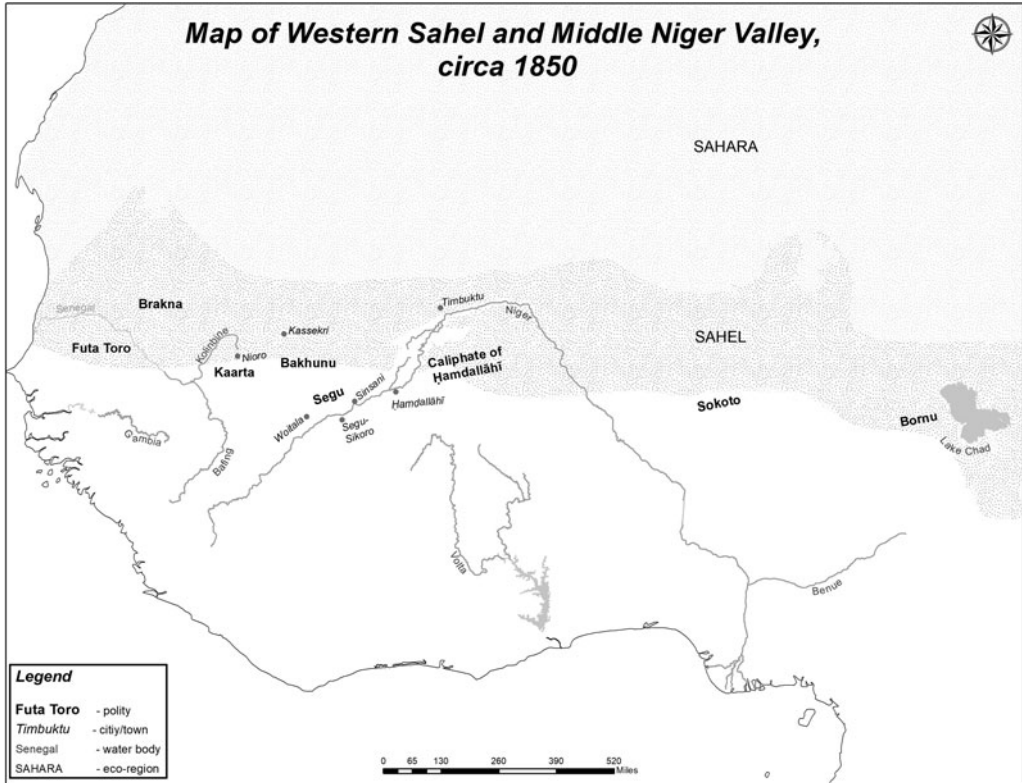 Map of Western Sahel and Middle Niger Valley,
circa 1850
SAHARA
Brakna
Senegal
Timbuktu
Niger
Futa Toro
Kolinbine
Kassekri
SAHEL
Nioro
Bakhunu
Kaarta
Caliphate of
Ḥamdallāhī
Segu
Sinsani
Ḥamdallāhī
Sokoto
Bornu
Woitala
Segu-
Sikoro
Gambia
Lake Chad
Bafing
Volta
Benue
Legend
Futa Toro - polity
Timbuktu - citiy/town
Senegal - water body
SAHARA - eco-region
0 65 130 260 390 520
Miles